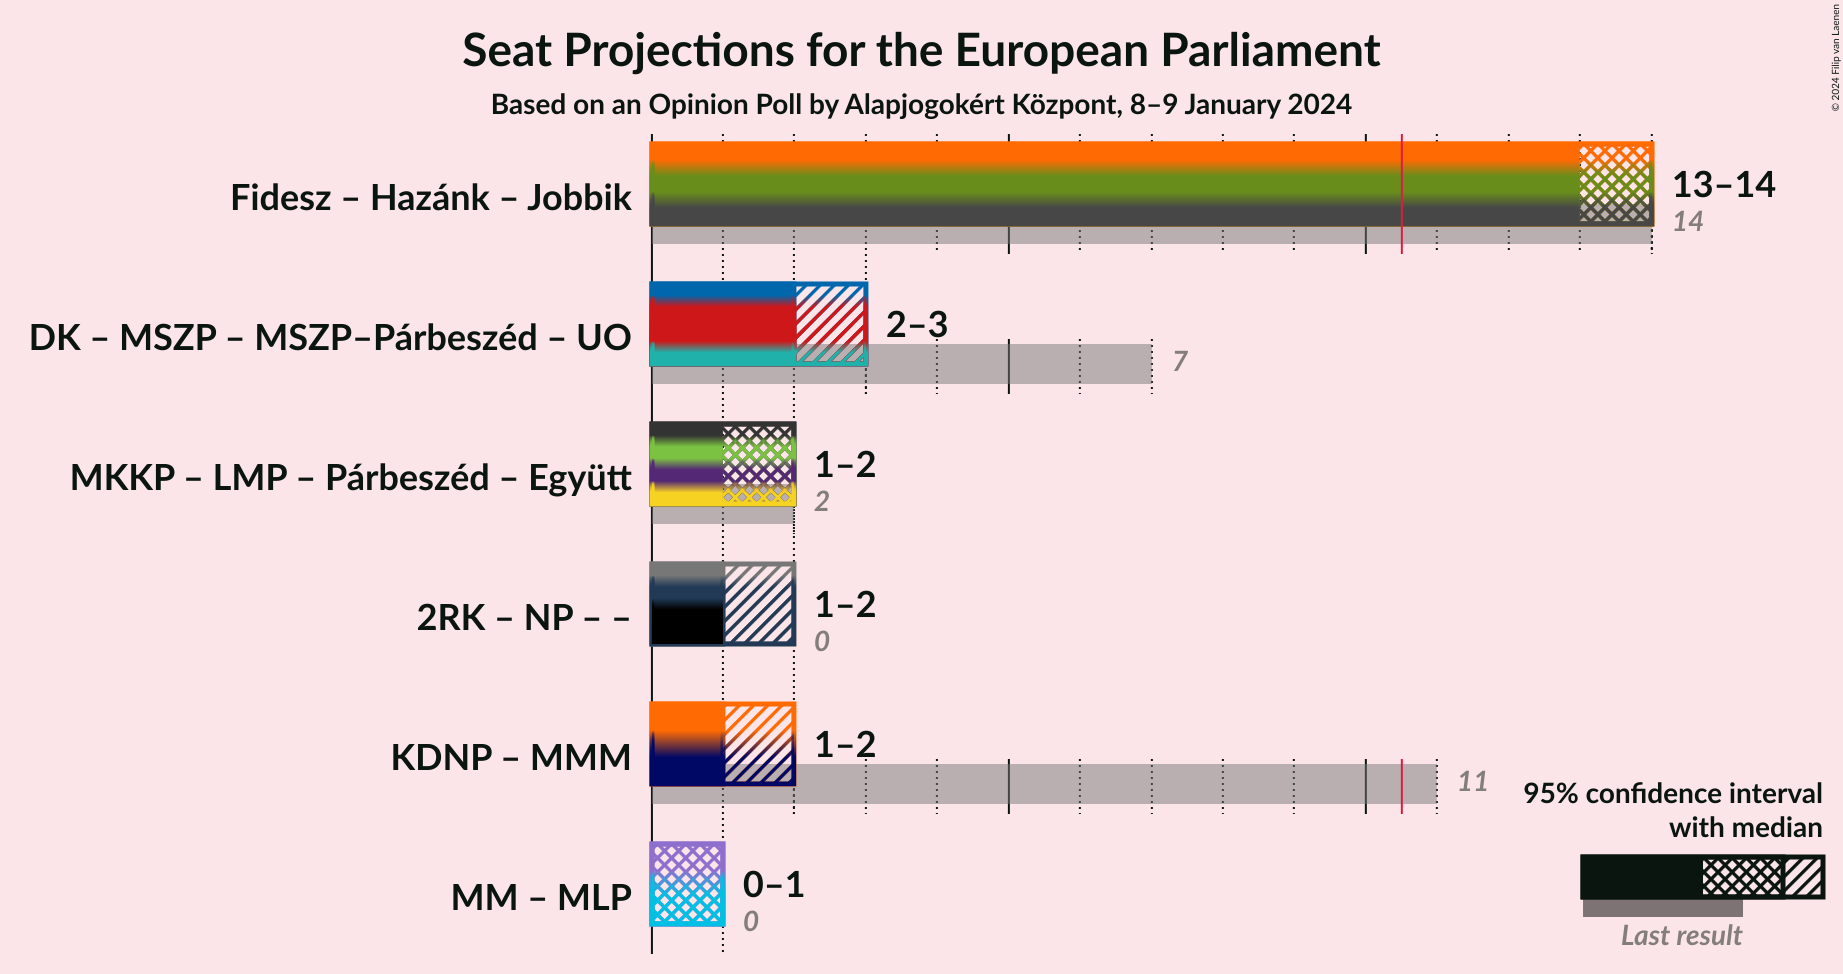 Seat Projections for the European Parliament
Based on an Opinion Poll by Alapjogokért Központ, 8–9 January 2024
© 2024 Filip van Laenen
Fidesz – Hazánk – Jobbik
13–14
14
DK – MSZP – MSZP–Párbeszéd – UO
2–3
7
MKKP – LMP – Párbeszéd – Együtt
1–2
2
2RK – NP – –
1–2
0
KDNP – MMM
1–2
11
MM – MLP
0–1
0
95% confidence interval
with median
Last result